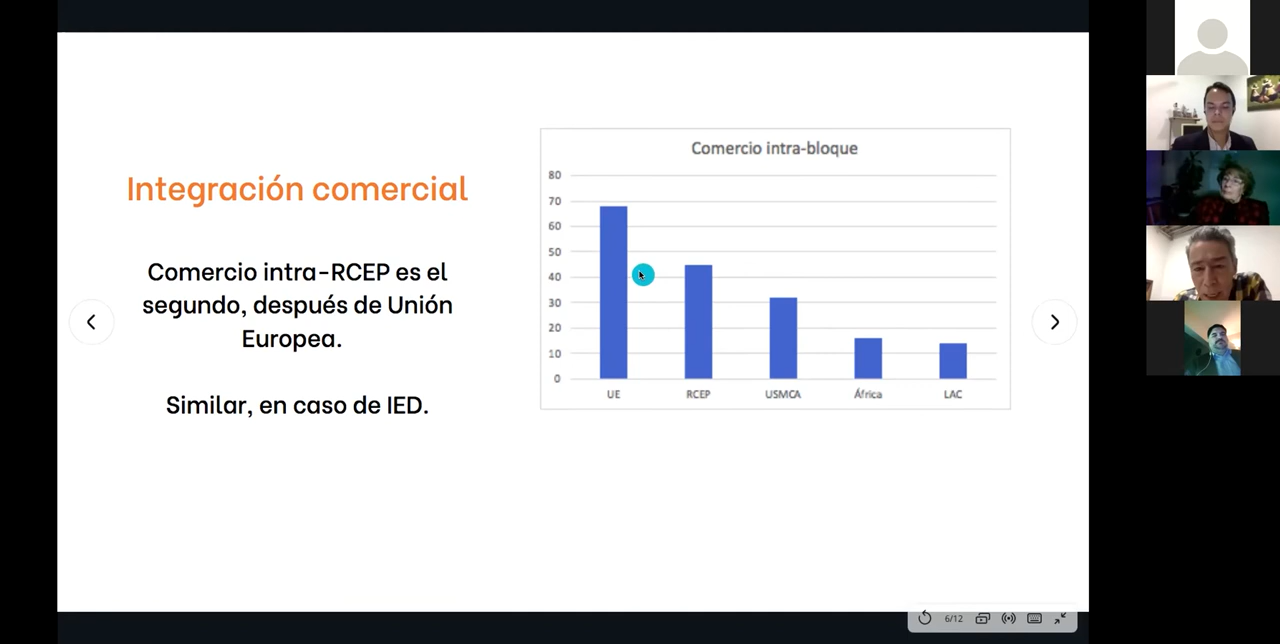 Integración comercial
Comercio intra-RCEP es el
segundo, después de Unión
Europea.
Similar, en caso de IED.
Comercio intra-bloque
80
70
60
50
40
30
20
10
0
UE RCEP USMCA África LAC
6/12